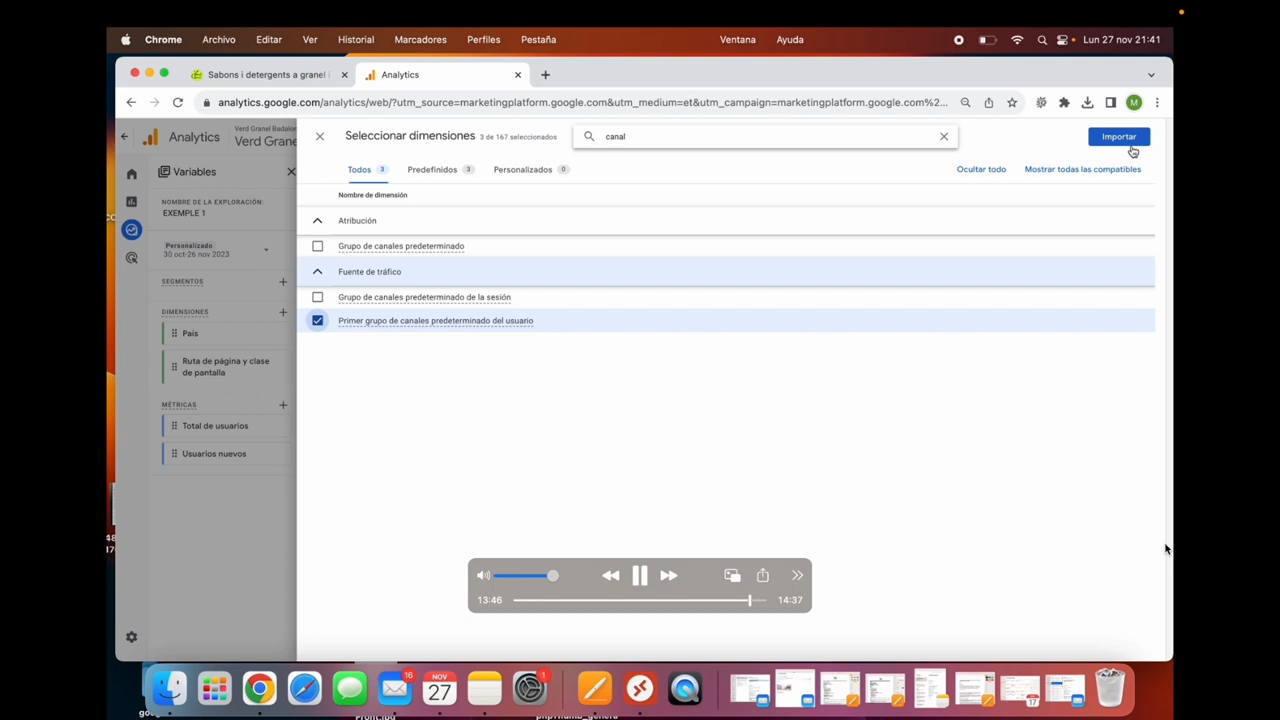 Chrome Archivo Editar Ver Historial Marcadores Perfiles Pestaña Ventana Ayuda Lun 27 nov 21:41
Sabons i detergents a granel Analytics
analytics.google.com/analytics/web/?utm_source=marketingplatform.google.com&utm_medium=et&utm_campaign=marketingplatform.google.com%2... M
Analytics
Verd Granel Badalon
Verd Grane
Seleccionar dimensiones 3 de 167 seleccionados canal Importar
Variables
Todos 3 Predefinidos 3 Personalizados 0 Ocultar todo Mostrar todas las compatibles
Nombre de dimensión
NOMBRE DE LA EXPLORACIÓN:
EXEMPLE 1
Atribución
Personalizado
30 oct-26 nov 2023
Grupo de canales predeterminado
Fuente de tráfico
SEGMENTOS
Grupo de canales predeterminado de la sesión
DIMENSIONES
Primer grupo de canales predeterminado del usuario
País
Ruta de página y clase
de pantalla
MÉTRICAS
Total de usuarios
Usuarios nuevos
13:46 14:37
16
NOV
27
1
17